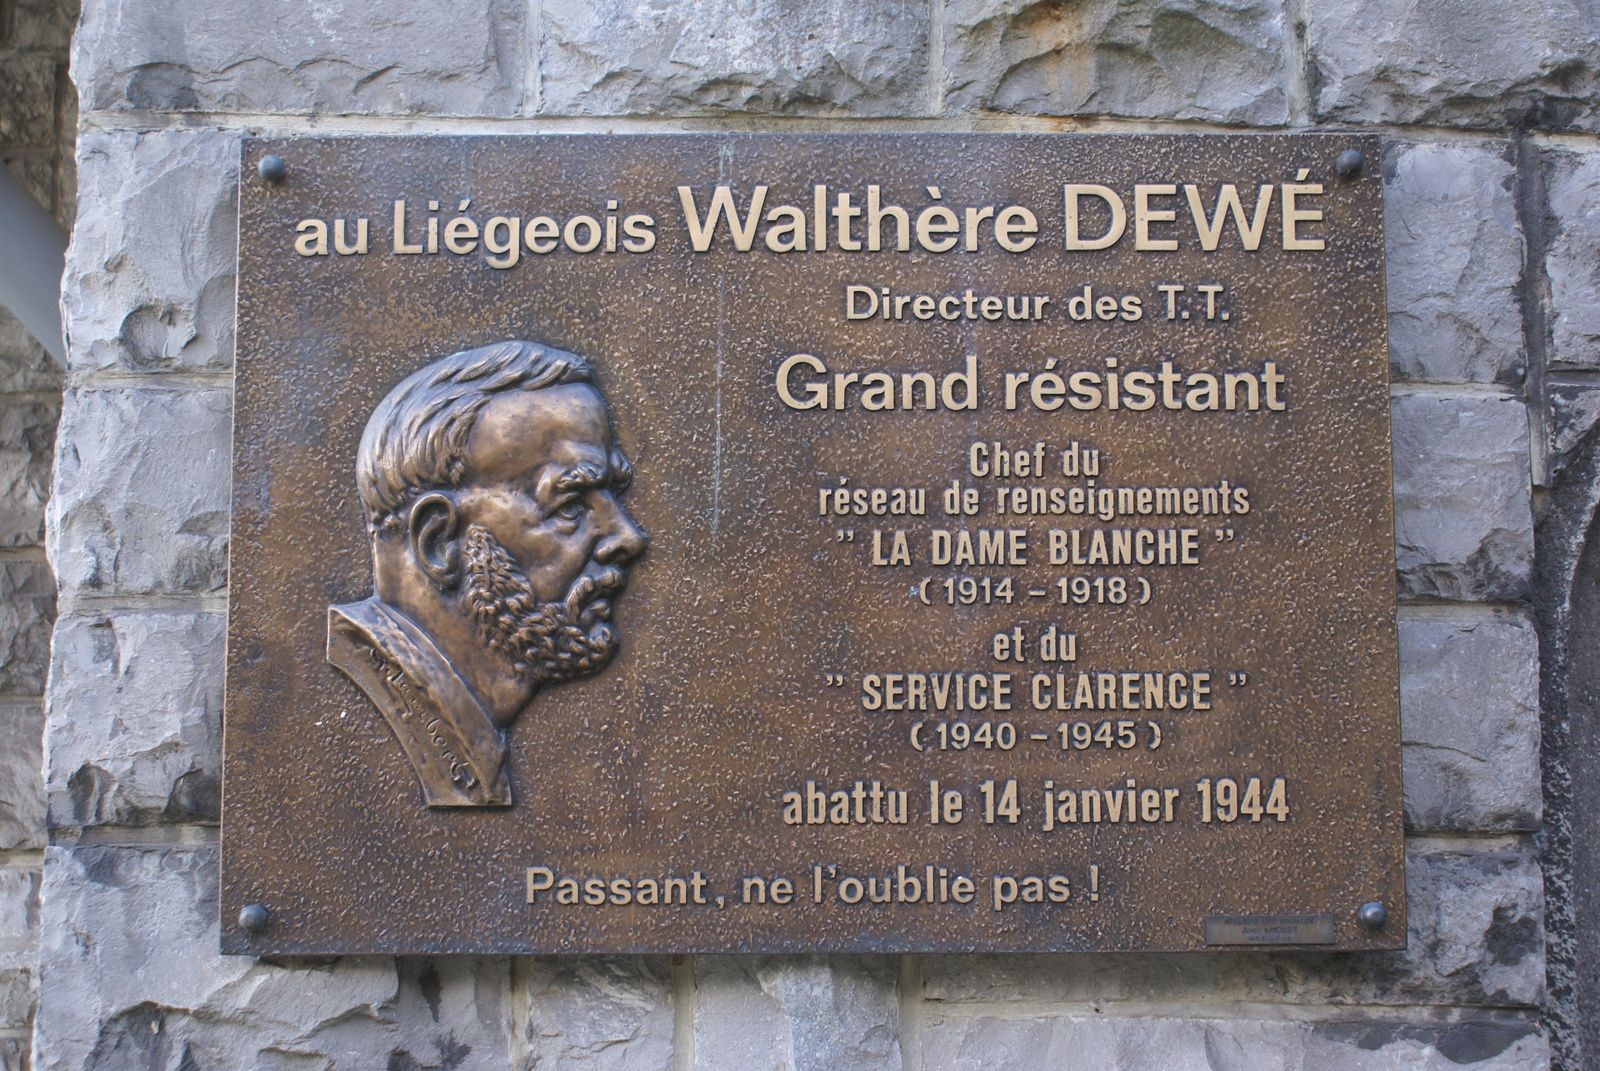 au Liégeois Walthère DEWÉ
Directeur des T.T.
Grand résistant
Chef du
réseau de renseignements
" LA DAME BLANCHE "
( 1914 - 1918 )
et du
" SERVICE CLARENCE "
( 1940 - 1945 )
abattu le 14 janvier 1944
Passant, ne l'oublie pas !